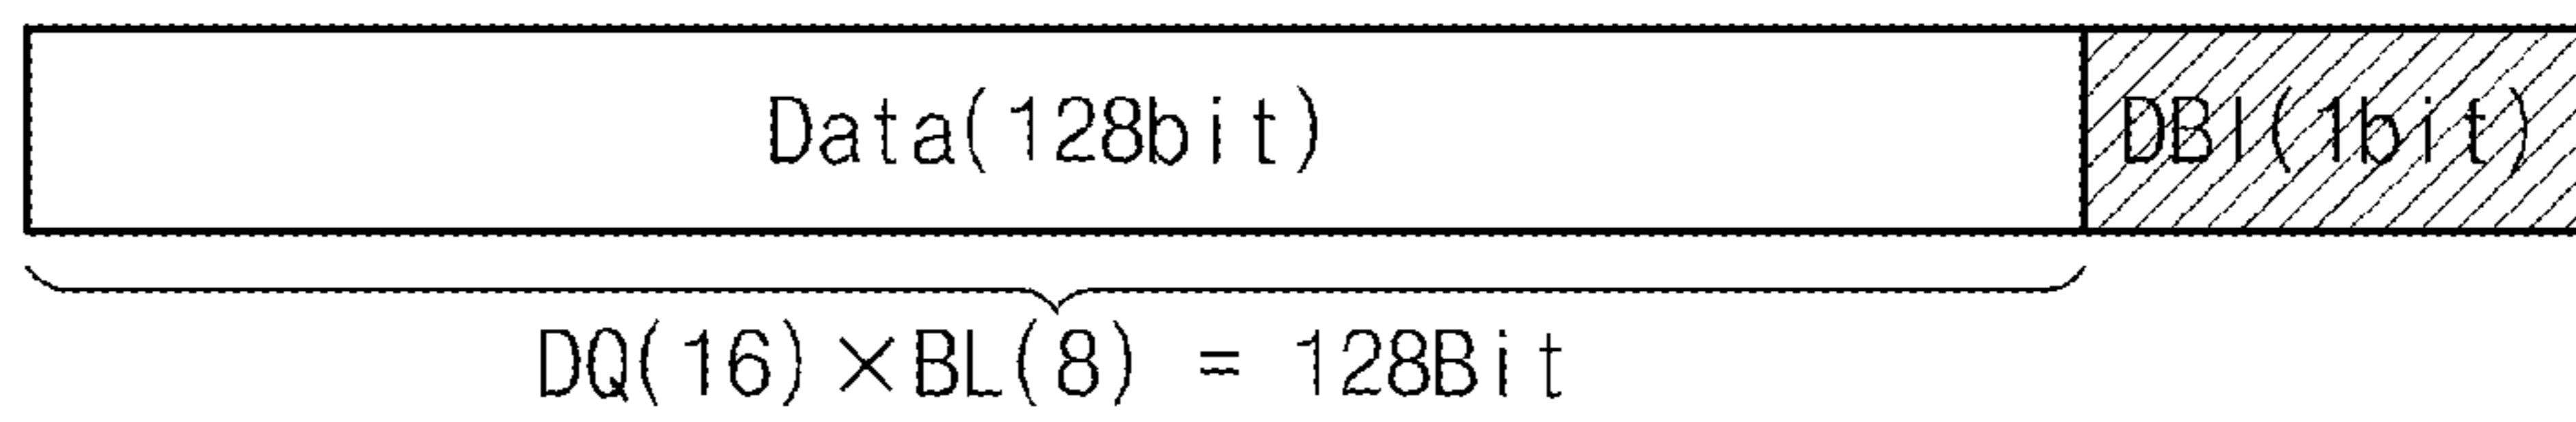 Data(128bit) DBI(1bit)
DQ(16)×BL(8) = 128Bit